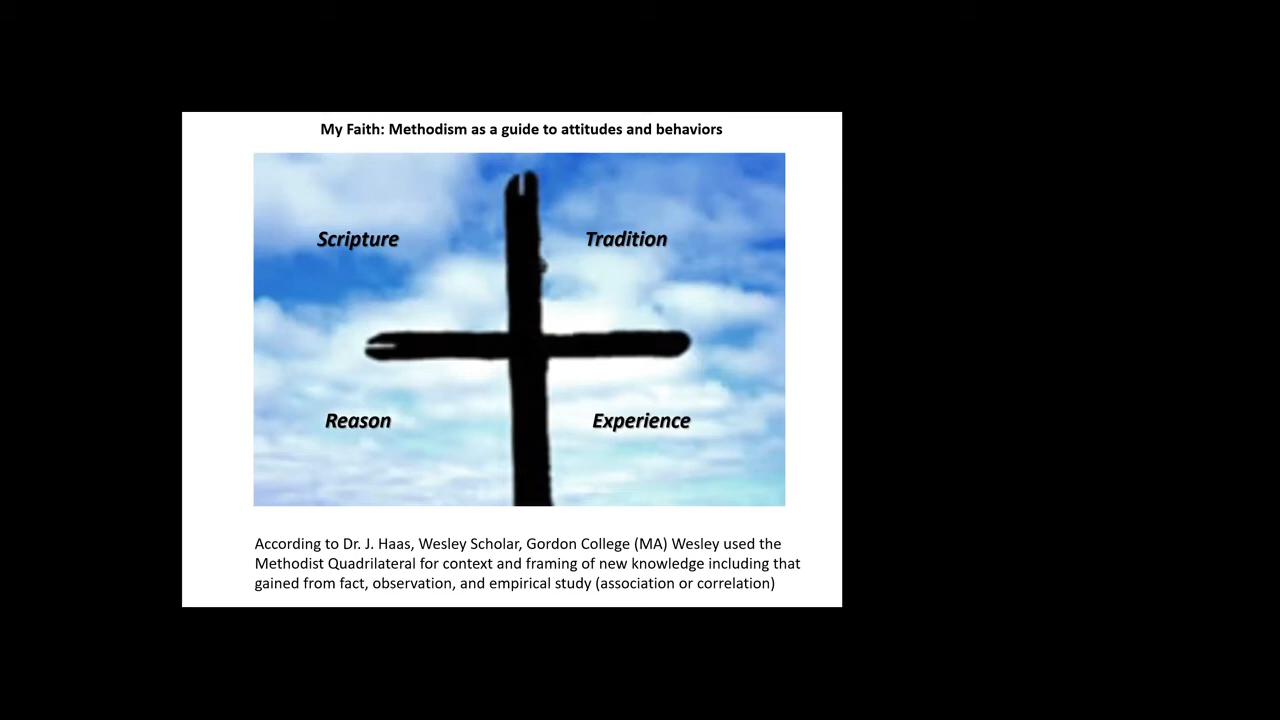 My Faith: Methodism as a guide to attitudes and behaviors
Scripture
Tradition
Reason
Experience
According to Dr. J. Haas, Wesley Scholar, Gordon College (MA) Wesley used the
Methodist Quadrilateral for context and framing of new knowledge including that
gained from fact, observation, and empirical study (association or correlation)